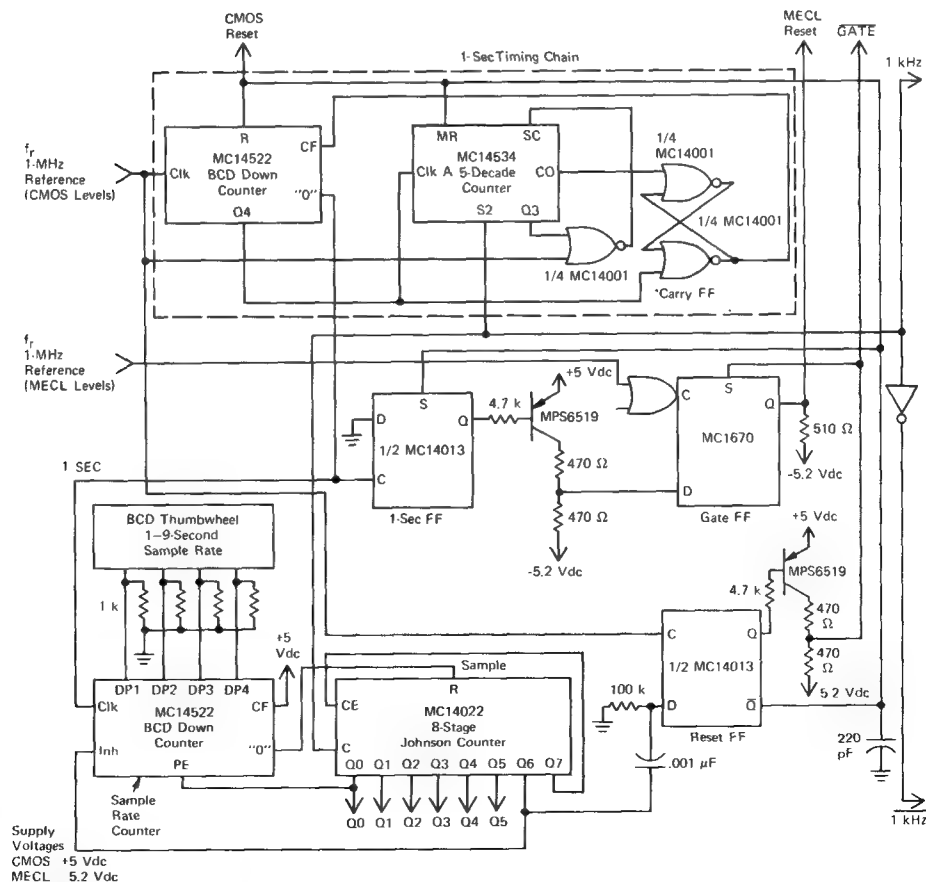 CMOS
Reset
MECL
Reset
GATE
1 kHz
1-Sec Timing Chain
R
CF
MC14522
BCD Down
Counter
Clk
"0"
Q4
MR
SC
MC14534
5-Decade
Counter
Clk A
CO
S2
Q3
1/4
MC14001
1/4 MC14001
1/4 MC14001
Carry FF
fr
1-MHz
Reference
(CMOS Levels)
fr
1-MHz
Reference
(MECL Levels)
S
D
Q
1/2 MC14013
C
1-Sec FF
4.7 k
+5 Vdc
MPS6519
470 Ω
470 Ω
-5.2 Vdc
S
C
Q
MC1670
D
Gate FF
510 Ω
-5.2 Vdc
1 SEC
BCD Thumbwheel
1–9-Second
Sample Rate
1 k
+5
Vdc
DP1 DP2 DP3 DP4
Clk
CF
MC14522
BCD Down
Counter
Inh
"0"
PE
Sample
Rate
Counter
Sample
R
CE
MC14022
8-Stage
Johnson Counter
C
Q0 Q1 Q2 Q3 Q4 Q5 Q6 Q7
Q0 Q1 Q2 Q3 Q4 Q5
100 k
.001 μF
C
Q
1/2 MC14013
D
Q
Reset FF
+5 Vdc
MPS6519
4.7 k
470
Ω
470
Ω
5.2 Vdc
220
pF
1 kHz
Supply
Voltages
CMOS +5 Vdc
MECL 5.2 Vdc